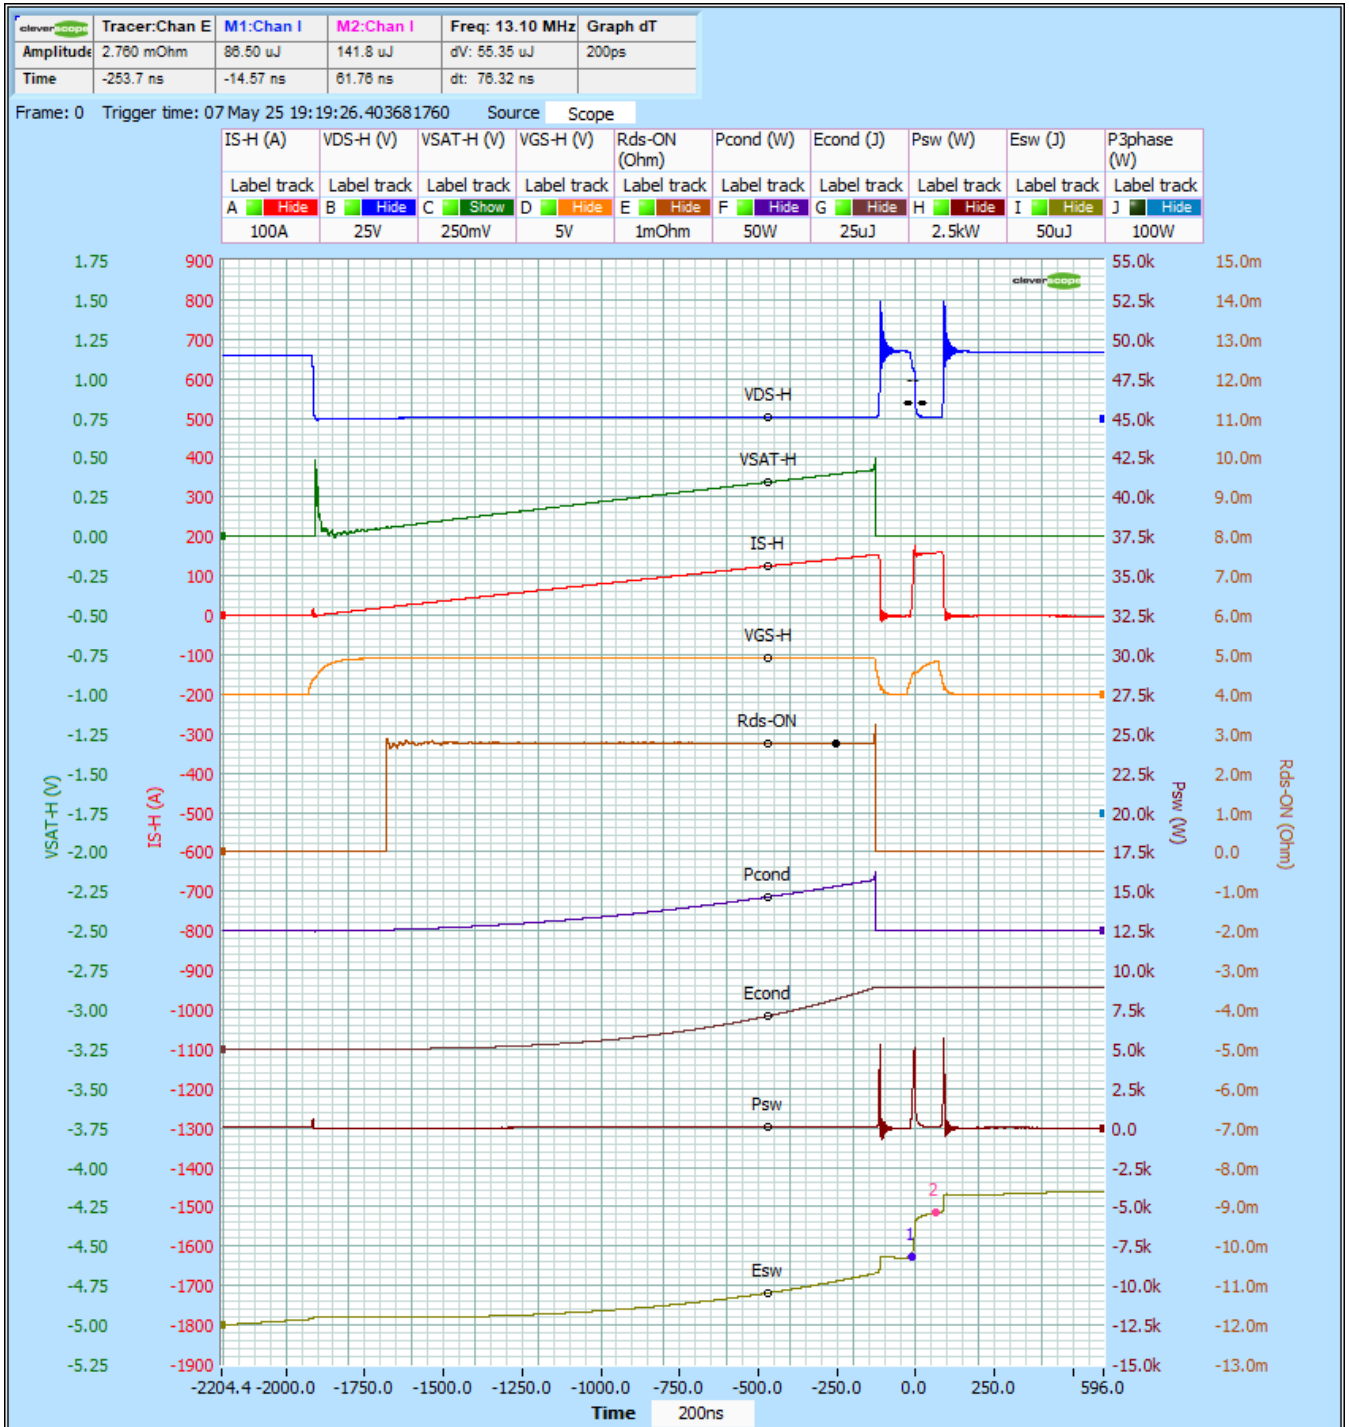 cleverscope Tracer:Chan E M1:Chan I M2:Chan I Freq: 13.10 MHz Graph dT
Amplitude 2.760 mOhm 86.50 uJ 141.8 uJ dV: 55.35 uJ 200ps
Time -253.7 ns -14.57 ns 61.76 ns dt: 76.32 ns
Frame: 0 Trigger time: 07 May 25 19:19:26.403681760 Source Scope
IS-H (A) VDS-H (V) VSAT-H (V) VGS-H (V) Rds-ON (Ohm) Pcond (W) Econd (J) Psw (W) Esw (J) P3phase (W)
Label track Label track Label track Label track Label track Label track Label track Label track Label track Label track
A Hide B Hide C Show D Hide E Hide F Hide G Hide H Hide I Hide J Hide
100A 25V 250mV 5V 1mOhm 50W 25uJ 2.5kW 50uJ 100W
1.75 900 55.0k 15.0m
cleverscope
1.50 800 52.5k 14.0m
1.25 700 50.0k 13.0m
1.00 600 47.5k 12.0m
VDS-H
0.75 500 45.0k 11.0m
0.50 400 VSAT-H 42.5k 10.0m
0.25 300 40.0k 9.0m
0.00 200 37.5k 8.0m
IS-H
-0.25 100 35.0k 7.0m
-0.50 0 32.5k 6.0m
VGS-H
-0.75 -100 30.0k 5.0m
-1.00 -200 27.5k 4.0m
Rds-ON
-1.25 -300 25.0k 3.0m
-1.50 -400 22.5k 2.0m
-1.75 -500 20.0k 1.0m
-2.00 -600 17.5k 0.0
VSAT-H (V) IS-H (A) Psw (W) Rds-ON (Ohm)
Pcond
-2.25 -700 15.0k -1.0m
-2.50 -800 12.5k -2.0m
-2.75 -900 10.0k -3.0m
Econd
-3.00 -1000 7.5k -4.0m
-3.25 -1100 5.0k -5.0m
-3.50 -1200 2.5k -6.0m
Psw
-3.75 -1300 0.0 -7.0m
-4.00 -1400 -2.5k -8.0m
2
-4.25 -1500 -5.0k -9.0m
1
-4.50 -1600 -7.5k -10.0m
Esw
-4.75 -1700 -10.0k -11.0m
-5.00 -1800 -12.5k -12.0m
-5.25 -1900 -15.0k -13.0m
-2204.4 -2000.0 -1750.0 -1500.0 -1250.0 -1000.0 -750.0 -500.0 -250.0 0.0 250.0 596.0
Time 200ns